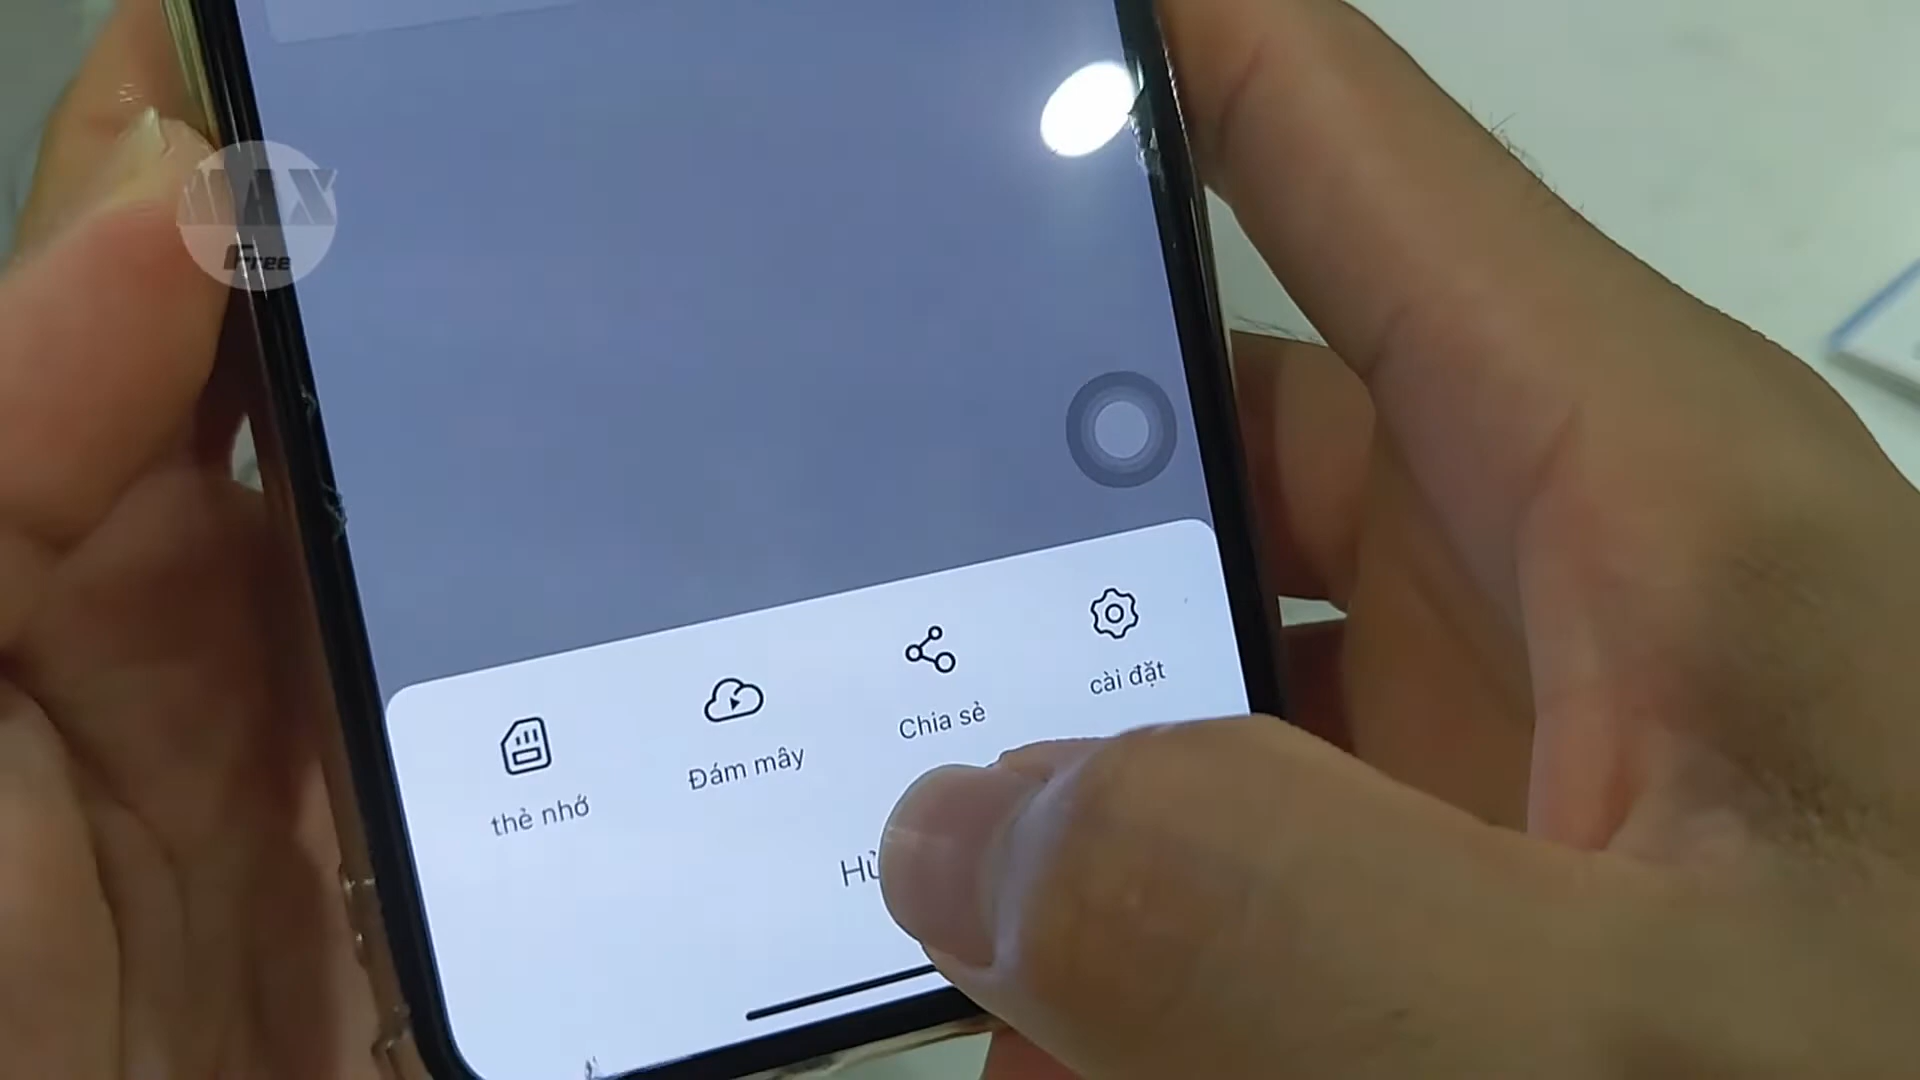 MAX
Free
thẻ nhớ
Đám mây
Chia sẻ
cài đặt